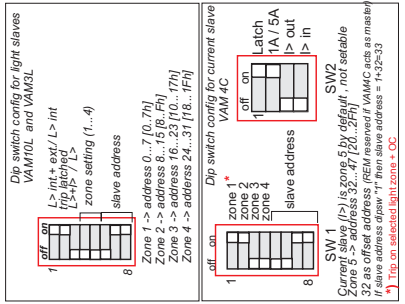 Dip switch config for light slaves
VAM10L and VAM3L
off on
1
L> int.+ ext./ L> int
trip latched
L>+I> / L>
zone setting (1...4)
slave address
8
Zone 1 -> address 0...7 [0..7h]
Zone 2 -> address 8...15 [8..Fh]
Zone 3 -> address 16...23 [10...17h]
Zone 4 -> address 24...31 [18...1Fh]
Dip switch config for current slave
VAM 4C
off on
1
zone 1*
zone 2
zone 3
zone 4
slave address
8
SW 1
off on
1
Latch
1A / 5A
I> out
I> in
SW2
Current slave (I>) is zone 5 by default , not setable
Zone 5 -> address 32...47 [20...2Fh]
32 as offset address (REM reserved if VAM4C acts as master)
If slave address dipsw "1" then slave address = 1+32=33
*) Trip on selected light zone + OC